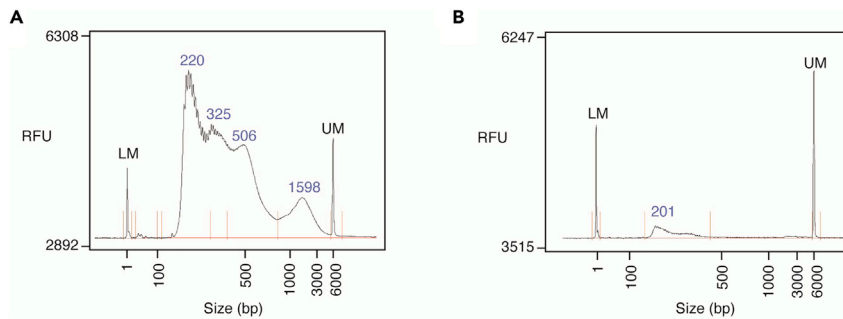 A
6308
220
325
506
1598
LM
UM
RFU
2892
1 100 500 1000 3000 6000
Size (bp)
B
6247
UM
LM
RFU
201
3515
1 100 500 1000 3000 6000
Size (bp)